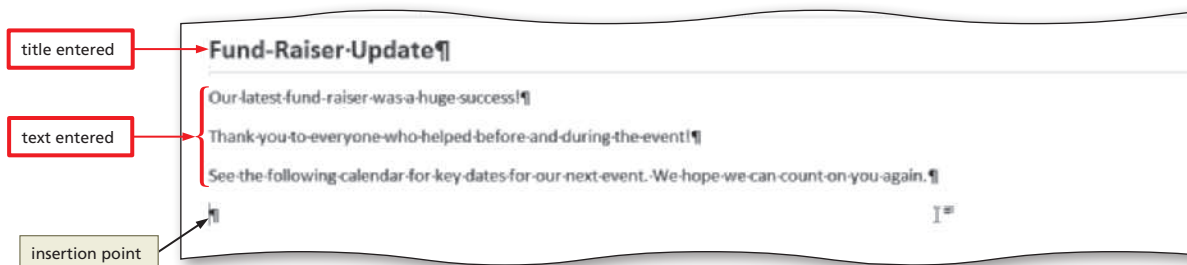 title entered
Fund-Raiser·Update¶
text entered
Our·latest·fund-raiser·was·a·huge·success!¶
Thank·you·to·everyone·who·helped·before·and·during·the·event!¶
See·the·following·calendar·for·key·dates·for·our·next·event.··We·hope·we·can·count·on·you·again.¶
¶
insertion point